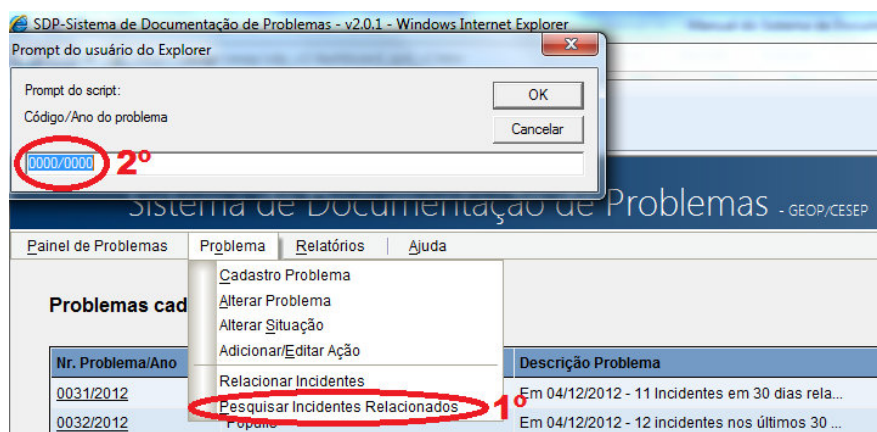 SDP-Sistema de Documentação de Problemas - v2.0.1 - Windows Internet Explorer
Prompt do usuário do Explorer
Prompt do script:
Código/Ano do problema
OK
Cancelar
0000/0000 2º
Sistema de Documentação de Problemas - GEOP/CESEP
Painel de Problemas Problema Relatórios Ajuda
Cadastro Problema
Alterar Problema
Alterar Situação
Adicionar/Editar Ação
Relacionar Incidentes
Pesquisar Incidentes Relacionados 1º
Problemas cad
Nr. Problema/Ano Descrição Problema
0031/2012 Em 04/12/2012 - 11 Incidentes em 30 dias rela...
0032/2012 Em 04/12/2012 - 12 incidentes nos últimos 30 ...